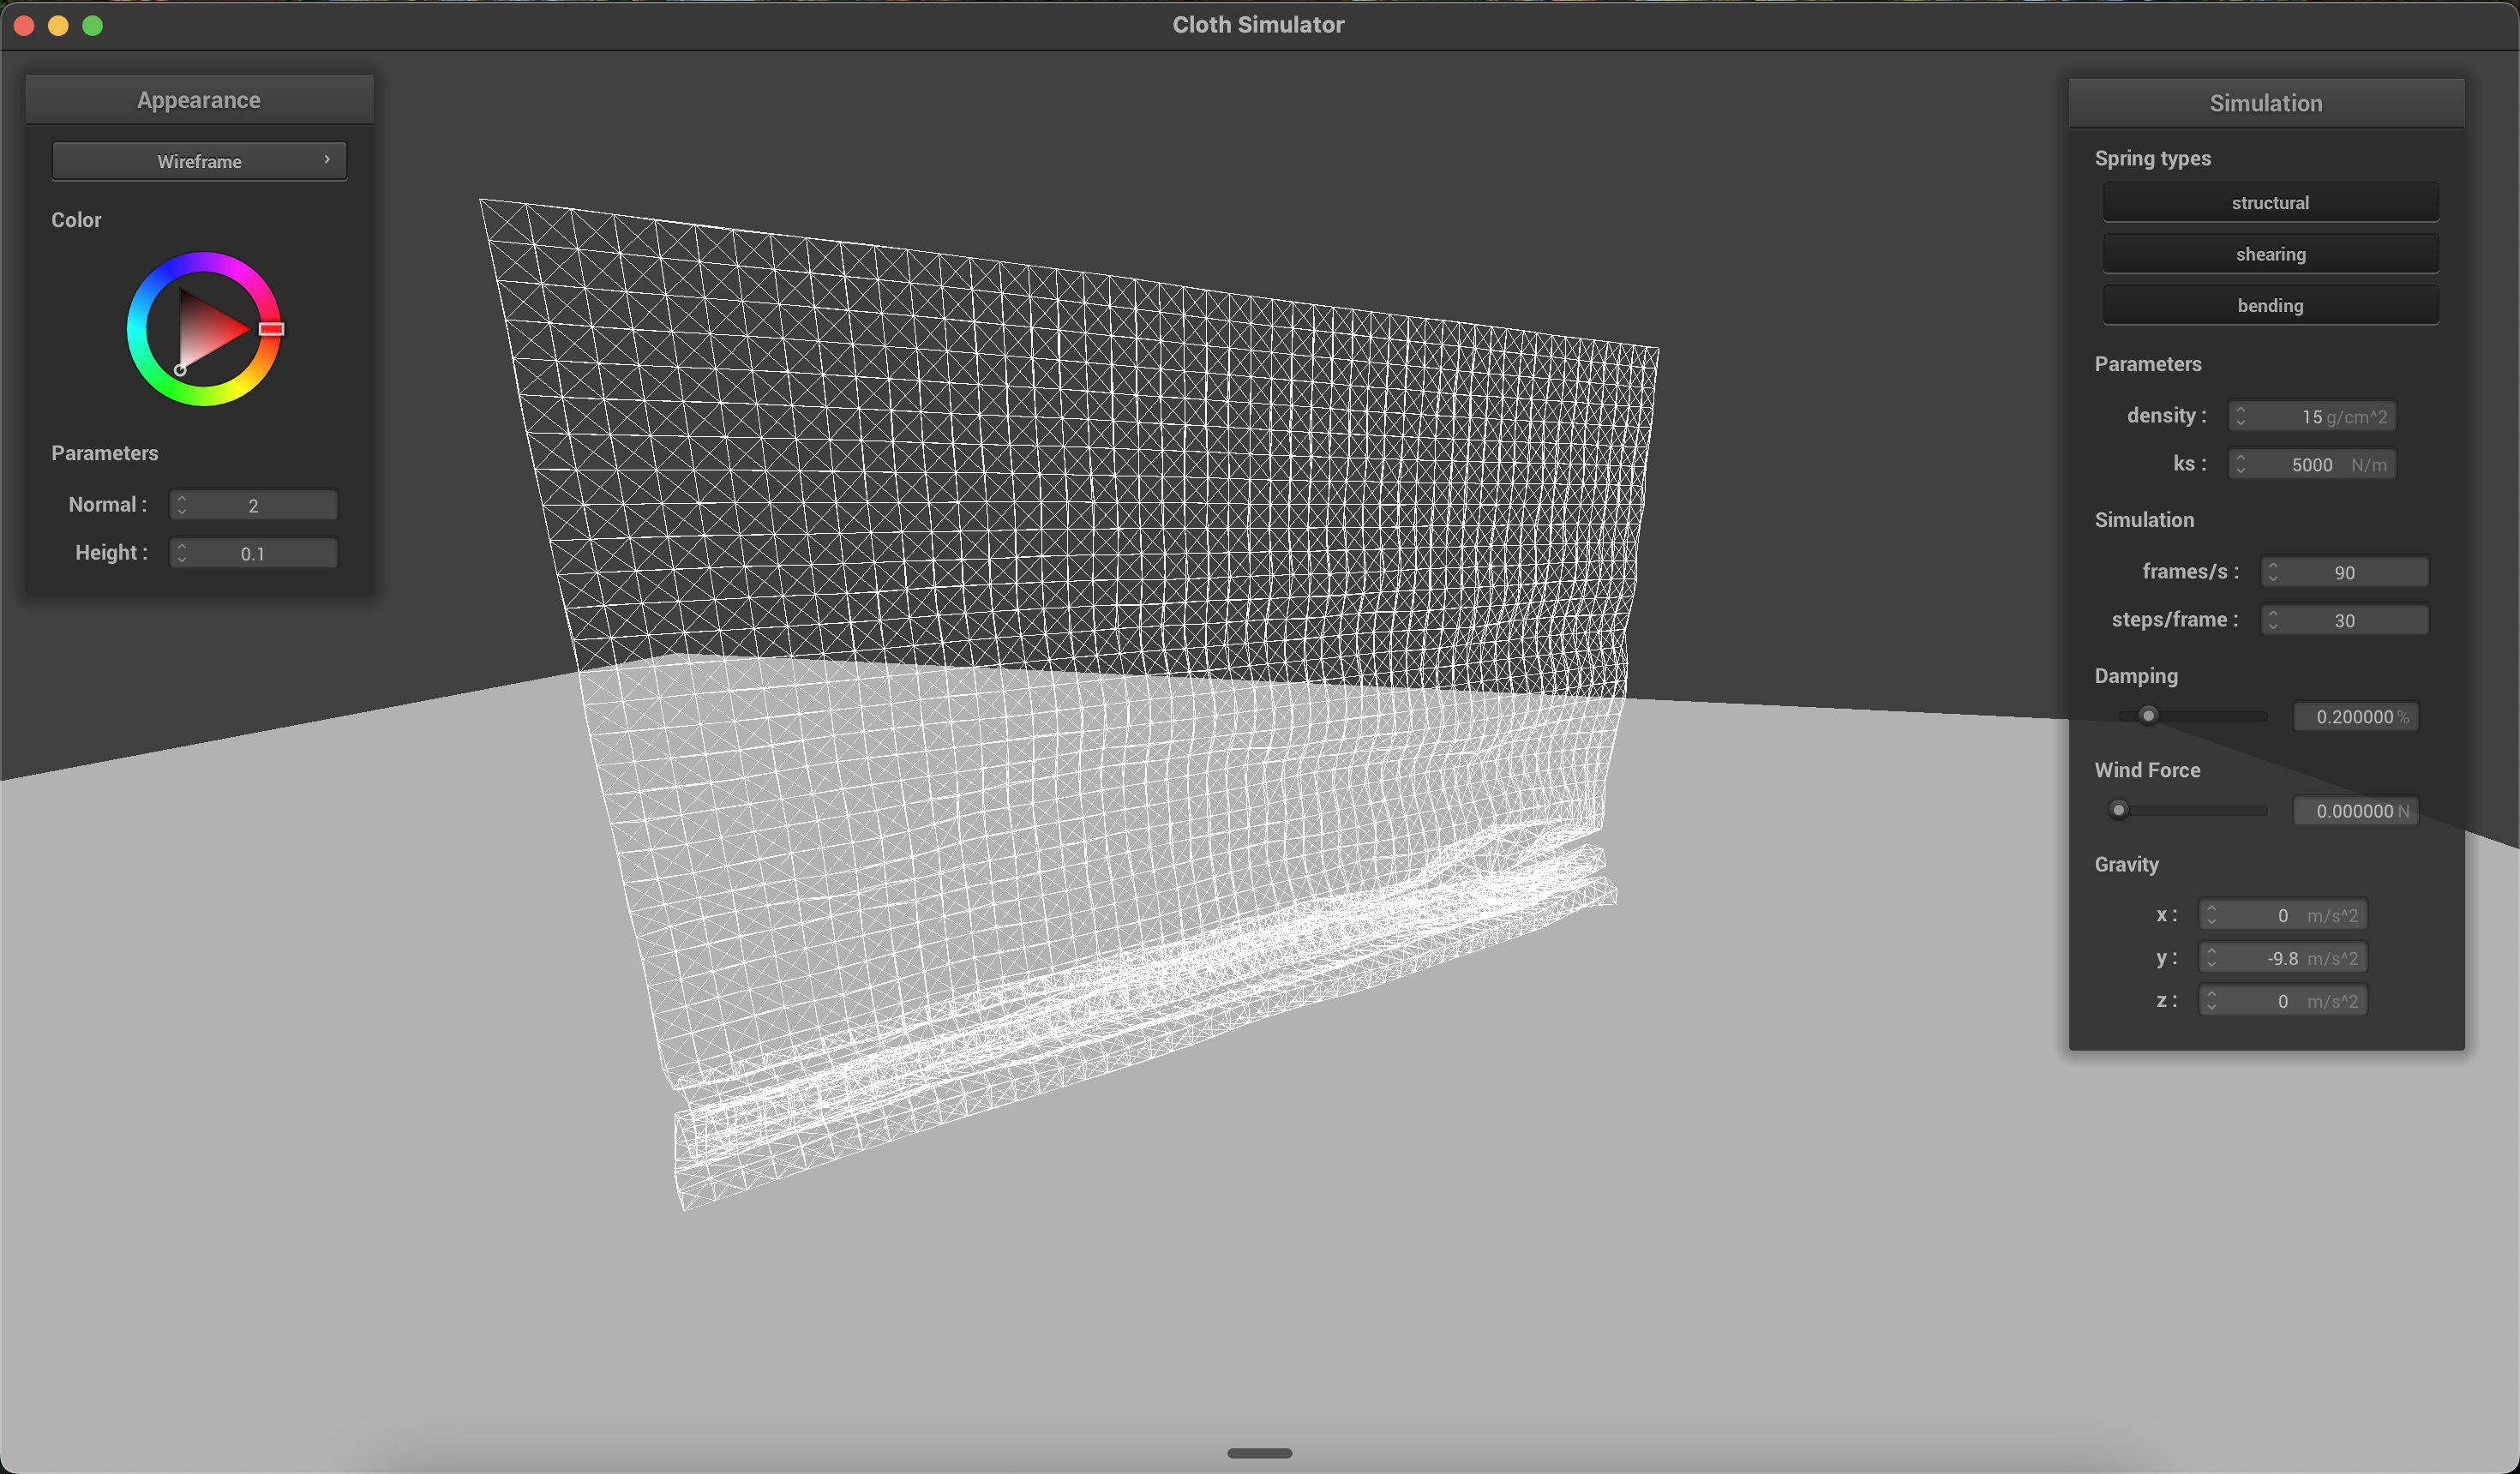 Cloth Simulator
Appearance
Wireframe
Color
Parameters
Normal : 2
Height : 0.1
Simulation
Spring types
structural
shearing
bending
Parameters
density : 15 g/cm^2
ks : 5000 N/m
Simulation
frames/s : 90
steps/frame : 30
Damping
0.200000 %
Wind Force
0.000000 N
Gravity
x : 0 m/s^2
y : -9.8 m/s^2
z : 0 m/s^2